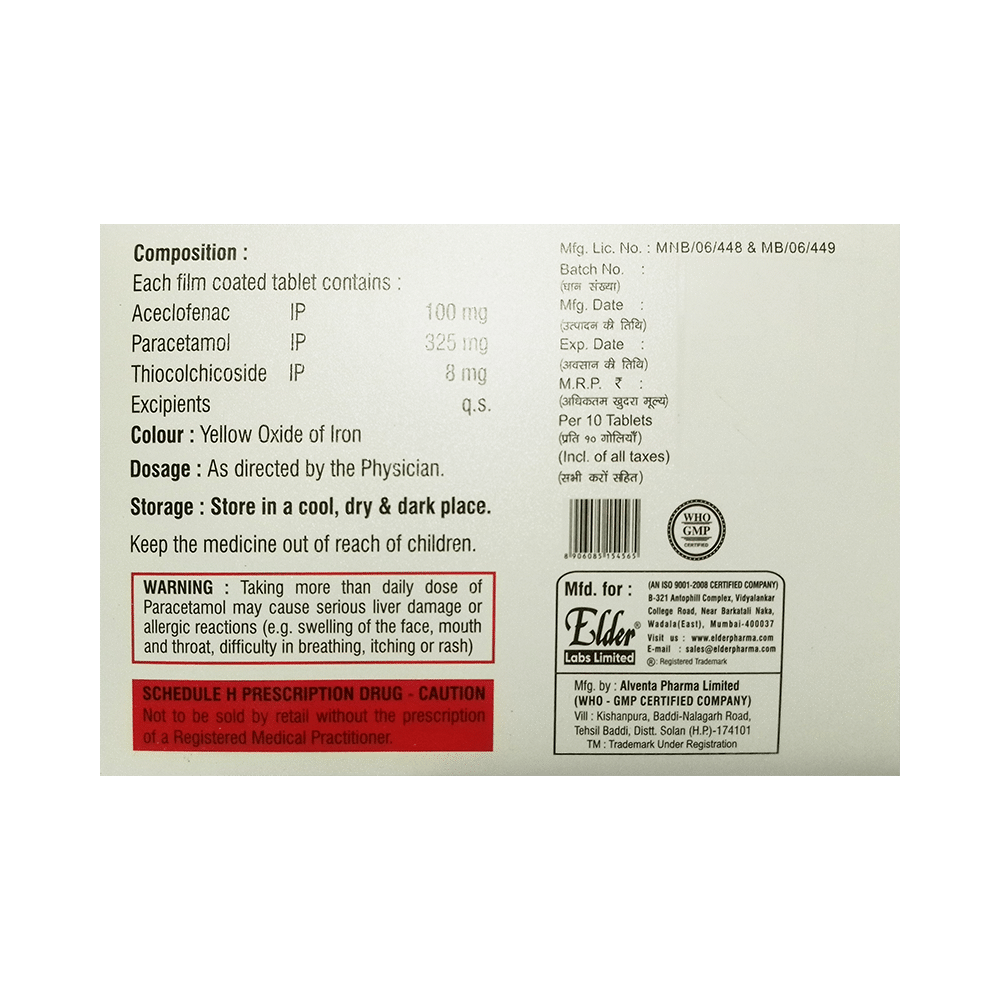 Composition :
Each film coated tablet contains :
Aceclofenac IP 100 mg
Paracetamol IP 325 mg
Thiocolchicoside IP 8 mg
Excipients q.s.
Colour : Yellow Oxide of Iron
Dosage : As directed by the Physician.
Storage : Store in a cool, dry & dark place.
Keep the medicine out of reach of children.
WARNING : Taking more than daily dose of
Paracetamol may cause serious liver damage or
allergic reactions (e.g. swelling of the face, mouth
and throat, difficulty in breathing, itching or rash)
SCHEDULE H PRESCRIPTION DRUG - CAUTION
Not to be sold by retail without the prescription
of a Registered Medical Practitioner.
Mfg. Lic. No. : MNB/06/448 & MB/06/449
Batch No. :
(घान संख्या)
Mfg. Date :
(उत्पादन की तिथि)
Exp. Date :
(अवसान की तिथि)
M.R.P. ₹ :
(अधिकतम खुदरा मूल्य)
Per 10 Tablets
(प्रति १० गोलियाँ)
(Incl. of all taxes)
(सभी करों सहित)
8 906085 154565
WHO
GMP
CERTIFIED
Mfd. for :
Elder®
Labs Limited
(AN ISO 9001-2008 CERTIFIED COMPANY)
B-321 Antophill Complex, Vidyalankar
College Road, Near Barkatali Naka,
Wadala(East), Mumbai-400037
Visit us : www.elderpharma.com
E-mail : sales@elderpharma.com
®: Registered Trademark
Mfg. by : Alventa Pharma Limited
(WHO - GMP CERTIFIED COMPANY)
Vill : Kishanpura, Baddi-Nalagarh Road,
Tehsil Baddi, Distt. Solan (H.P.)-174101
TM : Trademark Under Registration